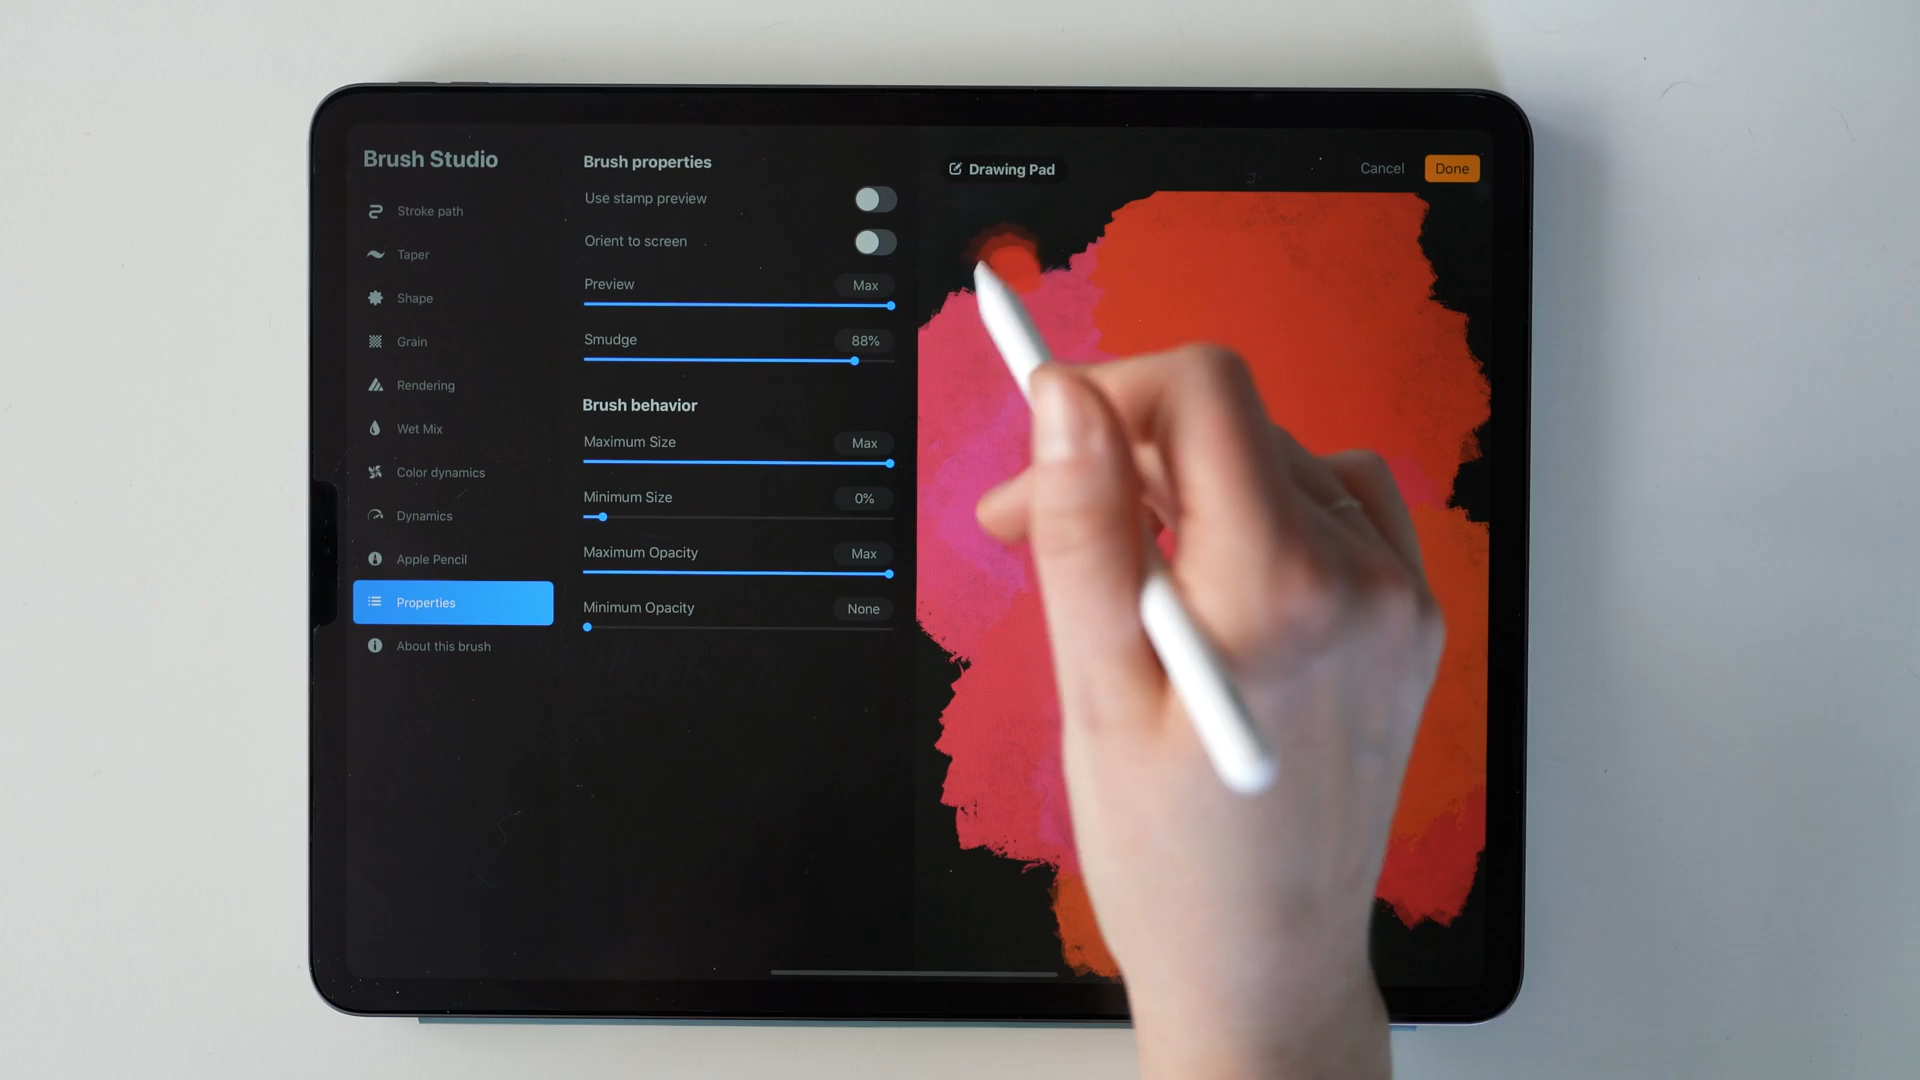 Brush Studio
Stroke path
Taper
Shape
Grain
Rendering
Wet Mix
Color dynamics
Dynamics
Apple Pencil
Properties
About this brush
Brush properties
Use stamp preview
Orient to screen
Preview Max
Smudge 88%
Brush behavior
Maximum Size Max
Minimum Size 0%
Maximum Opacity Max
Minimum Opacity None
Drawing Pad
Cancel Done